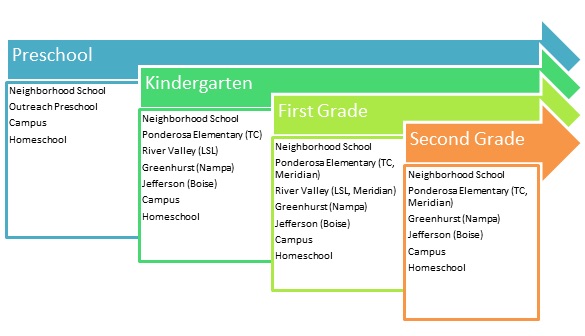 Preschool
Neighborhood School
Outreach Preschool
Campus
Homeschool
Kindergarten
Neighborhood School
Ponderosa Elementary (TC)
River Valley (LSL)
Greenhurst (Nampa)
Jefferson (Boise)
Campus
Homeschool
First Grade
Neighborhood School
Ponderosa Elementary (TC,
Meridian)
River Valley (LSL, Meridian)
Greenhurst (Nampa)
Jefferson (Boise)
Campus
Homeschool
Second Grade
Neighborhood School
Ponderosa Elementary (TC,
Meridian)
Greenhurst (Nampa)
Jefferson (Boise)
Campus
Homeschool